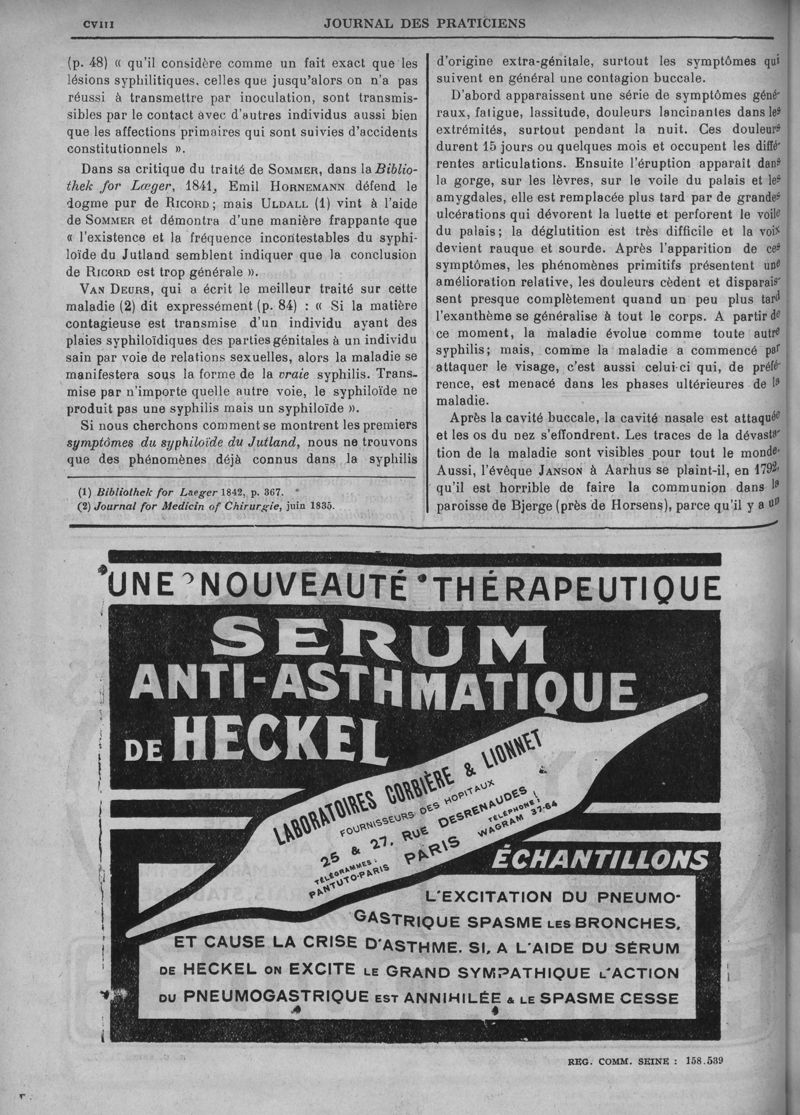 CVIII
JOURNAL DES PRATICIENS
(p. 48) « qu'il considère comme un fait exact que les
lésions syphilitiques, celles que jusqu'alors on n'a pas
réussi à transmettre par inoculation, sont transmis-
sibles par le contact avec d'autres individus aussi bien
que les affections primaires qui sont suivies d'accidents
constitutionnels ».
Dans sa critique du traité de SOMMER, dans la Biblio-
thek for Lœger, 1841, Emil HORNEMANN défend le
dogme pur de RICORD ; mais ULDALL (1) vint à l'aide
de SOMMER et démontra d'une manière frappante que
« l'existence et la fréquence incontestables du syphi-
loïde du Jutland semblent indiquer que la conclusion
de RICORD est trop générale ».
VAN DEURS, qui a écrit le meilleur traité sur cette
maladie (2) dit expressément (p. 84) : « Si la matière
contagieuse est transmise d'un individu ayant des
plaies syphiloïdiques des parties génitales à un individu
sain par voie de relations sexuelles, alors la maladie se
manifestera sous la forme de la vraie syphilis. Trans-
mise par n'importe quelle autre voie, le syphiloïde ne
produit pas une syphilis mais un syphiloïde ».
Si nous cherchons comment se montrent les premiers
symptômes du syphiloïde du Jutland, nous ne trouvons
que des phénomènes déjà connus dans la syphilis
(1) Bibliothek for Laeger 1842, p. 367.
(2) Journal for Medicin of Chirurgie, juin 1835.
d'origine extra-génitale, surtout les symptômes qui
suivent en général une contagion buccale.
D'abord apparaissent une série de symptômes géné-
raux, fatigue, lassitude, douleurs lancinantes dans les
extrémités, surtout pendant la nuit. Ces douleurs
durent 15 jours ou quelques mois et occupent les diffé-
rentes articulations. Ensuite l'éruption apparaît dans
la gorge, sur les lèvres, sur le voile du palais et les
amygdales, elle est remplacée plus tard par de grandes
ulcérations qui dévorent la luette et perforent le voile
du palais ; la déglutition est très difficile et la voix
devient rauque et sourde. Après l'apparition de ces
symptômes, les phénomènes primitifs présentent une
amélioration relative, les douleurs cèdent et disparais-
sent presque complètement quand un peu plus tard
l'exanthème se généralise à tout le corps. A partir de
ce moment, la maladie évolue comme toute autre
syphilis ; mais, comme la maladie a commencé par
attaquer le visage, c'est aussi celui-ci qui, de préfé-
rence, est menacé dans les phases ultérieures de la
maladie.
Après la cavité buccale, la cavité nasale est attaquée
et les os du nez s'effondrent. Les traces de la dévasta-
tion de la maladie sont visibles pour tout le monde.
Aussi, l'évêque JANSON à Aarhus se plaint-il, en 1792,
qu'il est horrible de faire la communion dans la
paroisse de Bjerge (près de Horsens), parce qu'il y a un
UNE NOUVEAUTÉ THÉRAPEUTIQUE
SERUM
ANTI-ASTHMATIQUE
DE HECKEL
LABORATOIRES CORBIÈRE & LIONNET
FOURNISSEURS DES HOPITAUX
25 & 27, RUE DESRENAUDES
TÉLÉGRAMMES :
PANTUTO-PARIS
PARIS
TÉLÉPHONE :
WAGRAM 37-64
ÉCHANTILLONS
L'EXCITATION DU PNEUMO-
GASTRIQUE SPASME LES BRONCHES,
ET CAUSE LA CRISE D'ASTHME. SI, A L'AIDE DU SÉRUM
DE HECKEL ON EXCITE LE GRAND SYMPATHIQUE L'ACTION
DU PNEUMOGASTRIQUE EST ANNIHILÉE & LE SPASME CESSE
REG. COMM. SEINE : 158.539